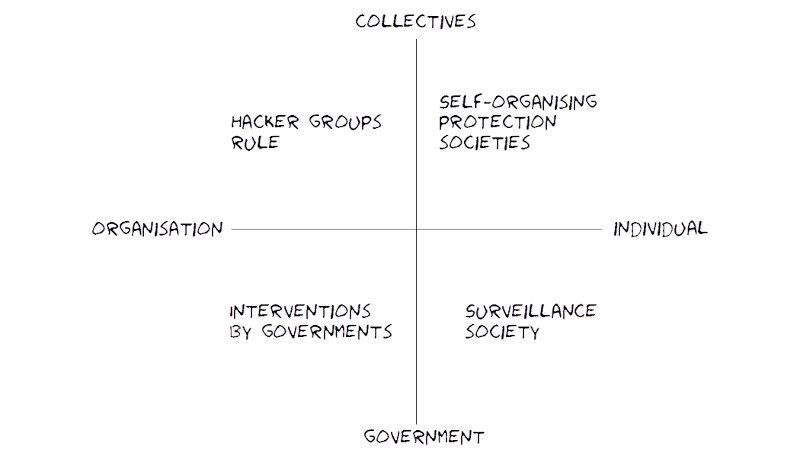 COLLECTIVES
HACKER GROUPS
RULE
SELF-ORGANISING
PROTECTION
SOCIETIES
ORGANISATION
INDIVIDUAL
INTERVENTIONS
BY GOVERNMENTS
SURVEILLANCE
SOCIETY
GOVERNMENT